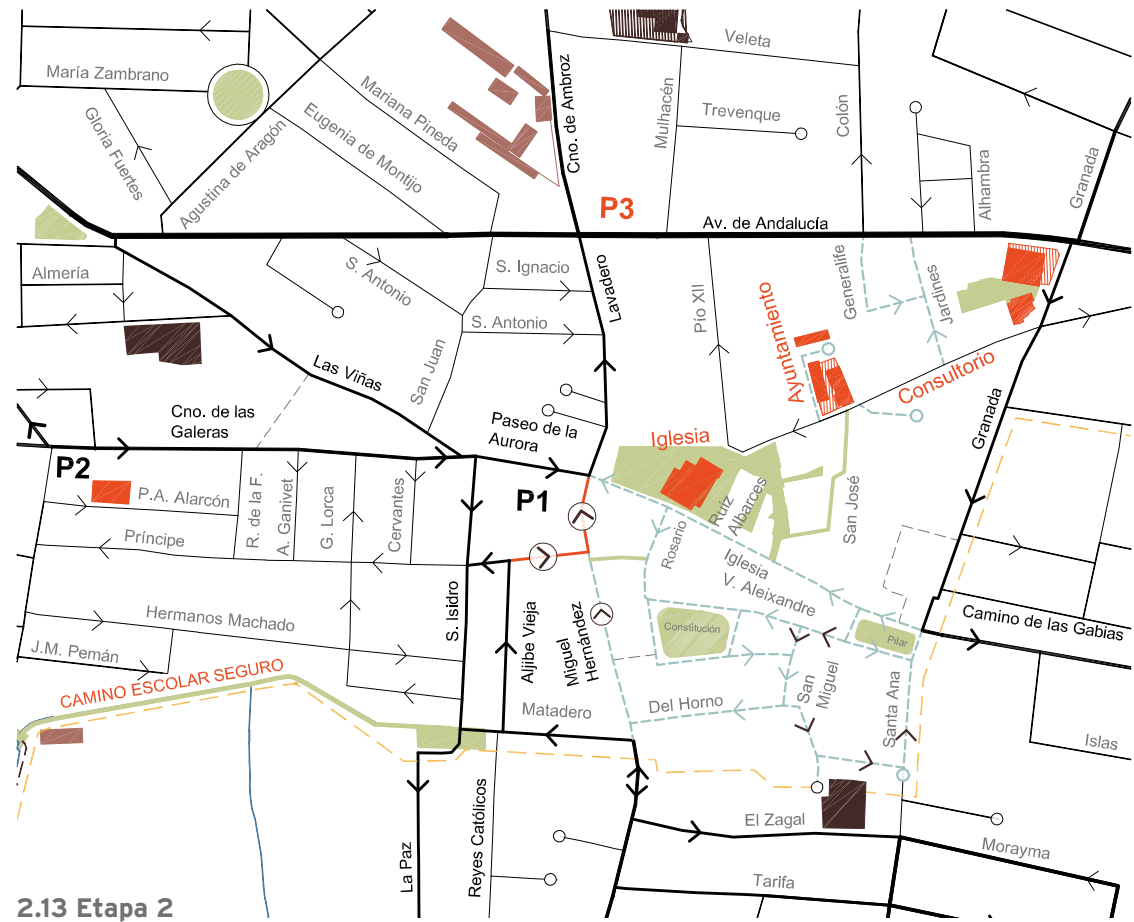 Veleta
María Zambrano
Gloria Fuertes
Agustina de Aragón
Eugenia de Montijo
Mariana Pineda
Cno. de Ambroz
Mulhacén
Trevenque
Colón
Alhambra
Granada
P3
Av. de Andalucía
Almería
S. Antonio
S. Ignacio
S. Antonio
Lavadero
Pío XII
Generalife
Jardines
Ayuntamiento
Consultorio
Las Viñas
San Juan
Cno. de las
Galeras
Paseo de la
Aurora
Iglesia
Granada
P2
P.A. Alarcón
R. de la F.
A. Ganivet
G. Lorca
Cervantes
P1
Ruiz
Albarces
San José
Príncipe
Rosario
Iglesia
V. Aleixandre
S. Isidro
Aljibe Vieja
Miguel
Hernández
Hermanos Machado
Constitución
Pilar
Camino de las Gabias
J.M. Pemán
CAMINO ESCOLAR SEGURO
San
Miguel
Santa Ana
Matadero
Del Horno
Islas
La Paz
Reyes Católicos
El Zagal
Morayma
Tarifa
2.13 Etapa 2